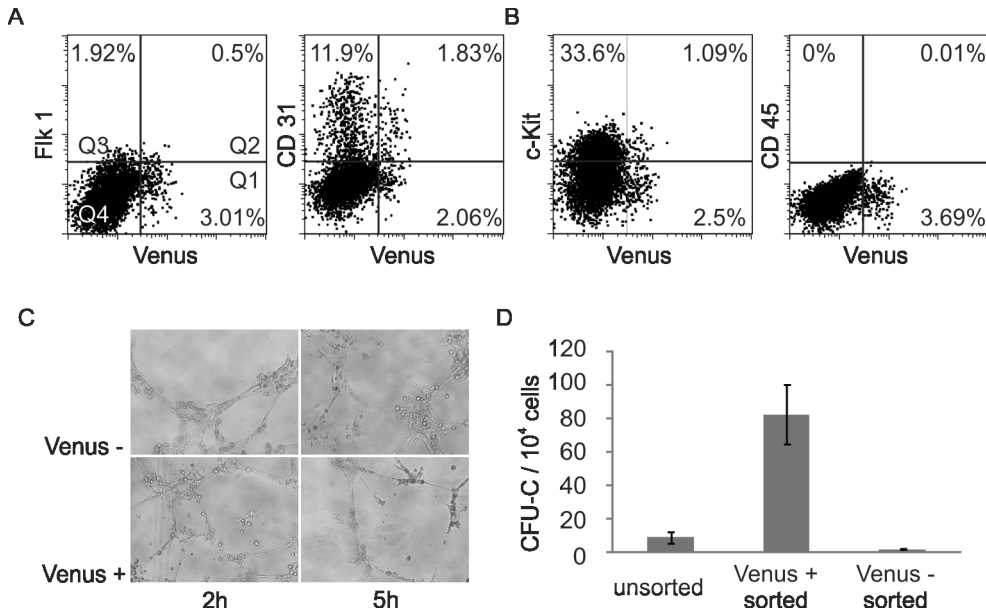 A
B
1.92%
0.5%
11.9%
1.83%
33.6%
1.09%
0%
0.01%
Flk 1
CD 31
c-Kit
CD 45
Q3
Q2
Q1
Q4
3.01%
2.06%
2.5%
3.69%
Venus
Venus
Venus
Venus
C
Venus -
Venus +
2h
5h
D
CFU-C / 10⁴ cells
120
100
80
60
40
20
0
unsorted
Venus +
sorted
Venus -
sorted